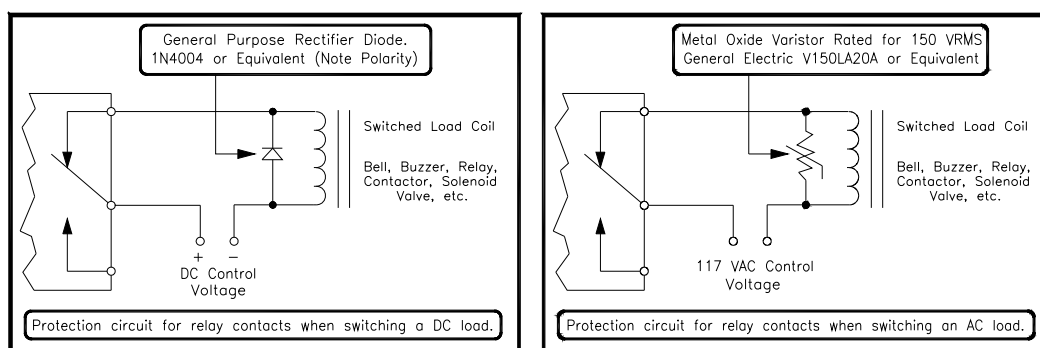 General Purpose Rectifier Diode.
1N4004 or Equivalent (Note Polarity)
Switched Load Coil
Bell, Buzzer, Relay,
Contactor, Solenoid
Valve, etc.
+ −
DC Control
Voltage
Protection circuit for relay contacts when switching a DC load.
Metal Oxide Varistor Rated for 150 VRMS
General Electric V150LA20A or Equivalent
Switched Load Coil
Bell, Buzzer, Relay,
Contactor, Solenoid
Valve, etc.
117 VAC Control
Voltage
Protection circuit for relay contacts when switching an AC load.